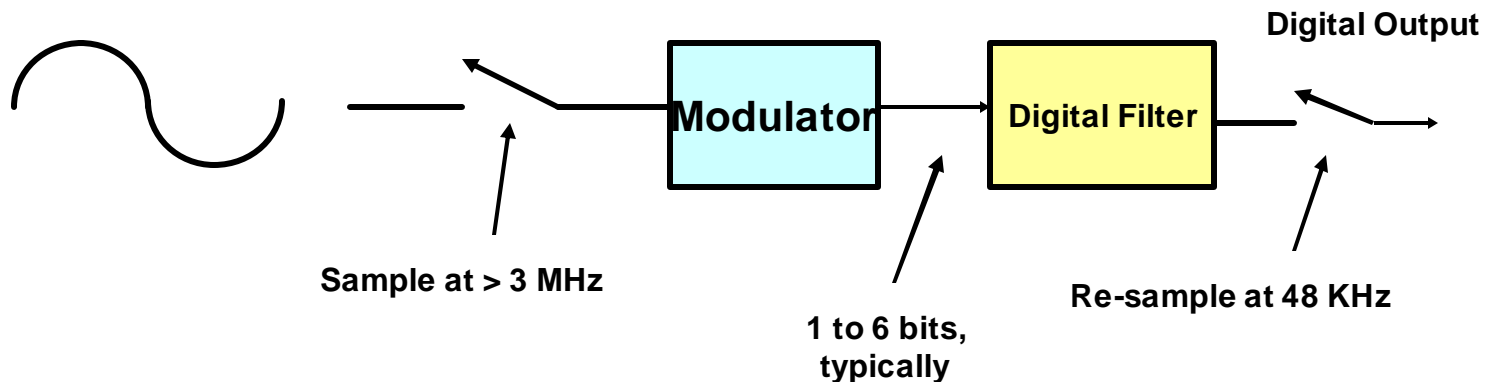 Digital Output
Modulator
Digital Filter
Sample at > 3 MHz
Re-sample at 48 KHz
1 to 6 bits,
typically